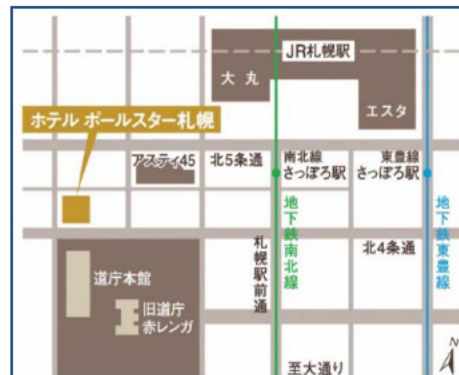 JR札幌駅
大丸
エスタ
ホテル ポールスター札幌
アスティ45
北5条通
南北線
さっぽろ駅
東豊線
さっぽろ駅
地下鉄南北線
地下鉄東豊線
札幌駅前通
北4条通
道庁本館
旧道庁
赤レンガ
至大通り
N